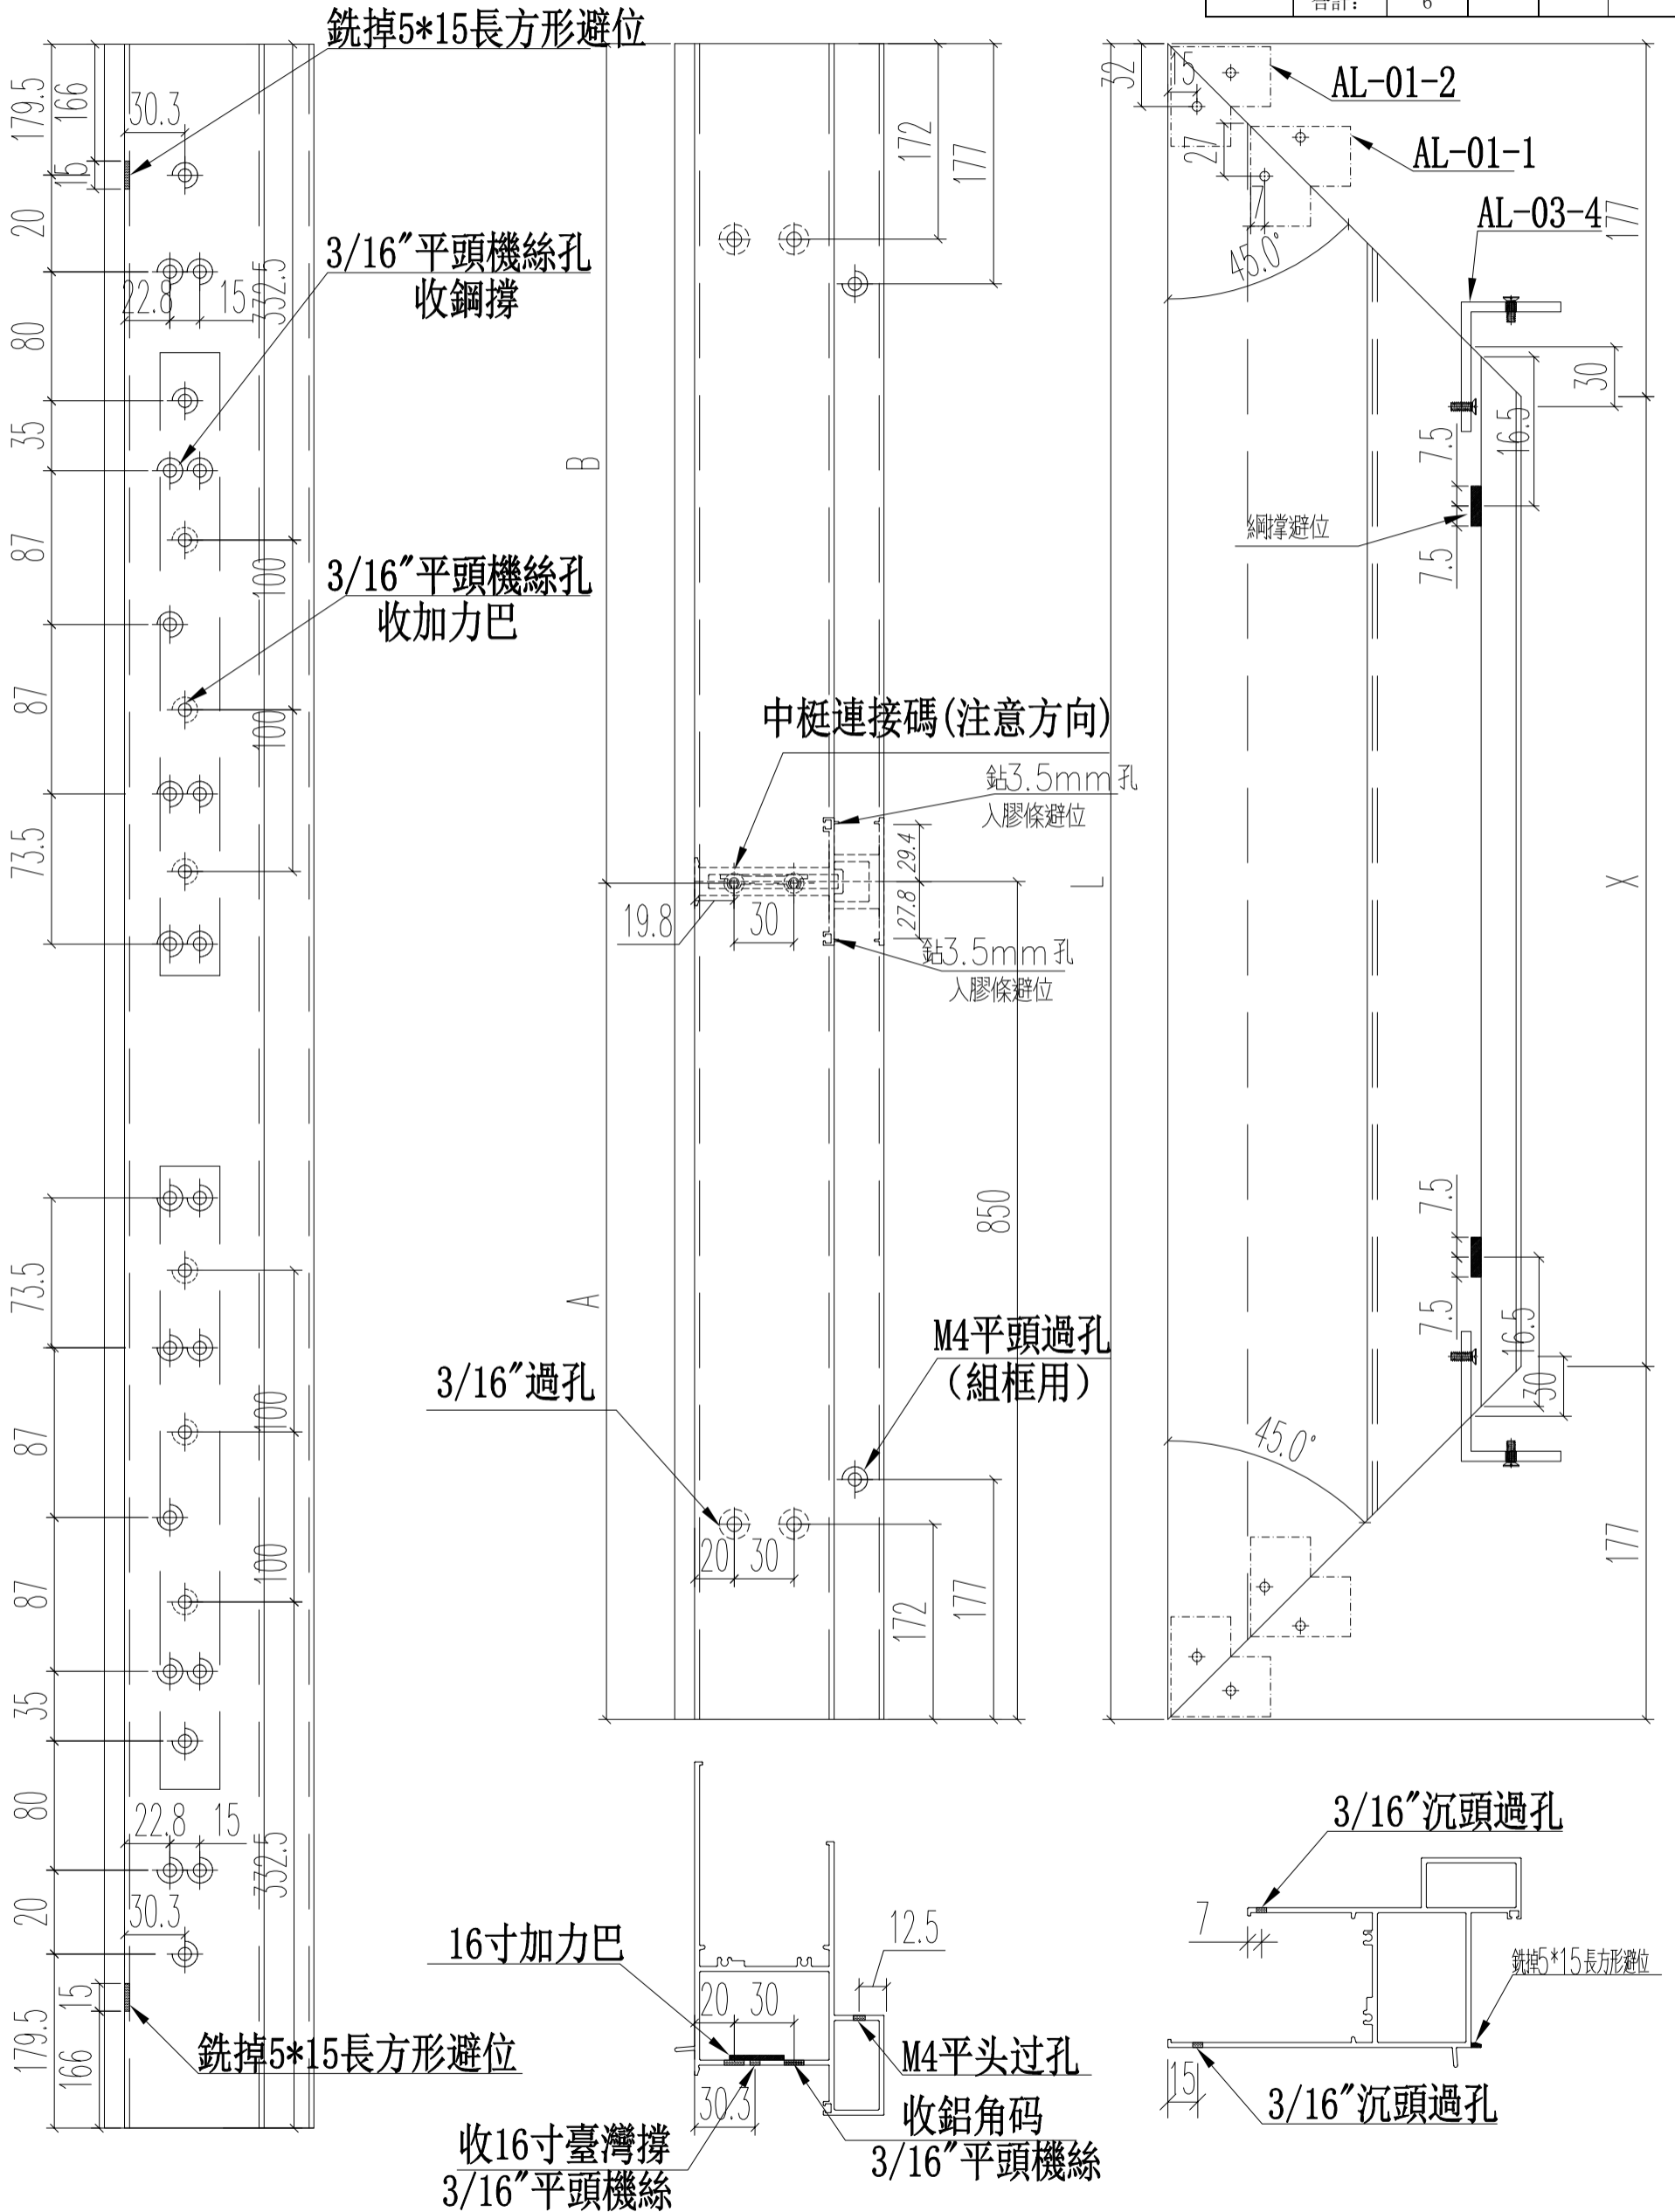 合計：
6
銑掉5*15長方形避位
179.5
166
15
30.3
20
3/16"平頭機絲孔
收鋼撐
22.8
15
332.5
80
35
87
100
3/16"平頭機絲孔
收加力巴
87
100
73.5
73.5
100
87
100
87
35
80
22.8
15
332.5
20
30.3
15
179.5
166
銑掉5*15長方形避位
172
177
B
中梃連接碼(注意方向)
鉆3.5mm孔
入膠條避位
29.4
27.8
19.8
30
鉆3.5mm孔
入膠條避位
850
A
M4平頭過孔
（組框用）
3/16"過孔
20
30
172
177
L
32
15
AL-01-2
27
7
AL-01-1
45.0°
AL-03-4
177
30
16.5
7.5
7.5
X
7.5
7.5
16.5
30
45.0°
177
16寸加力巴
20
30
12.5
30.3
M4平头过孔
收16寸臺灣撐
3/16"平頭機絲
收鋁角码
3/16"平頭機絲
3/16"沉頭過孔
7
銑掉5*15長方形避位
15
3/16"沉頭過孔